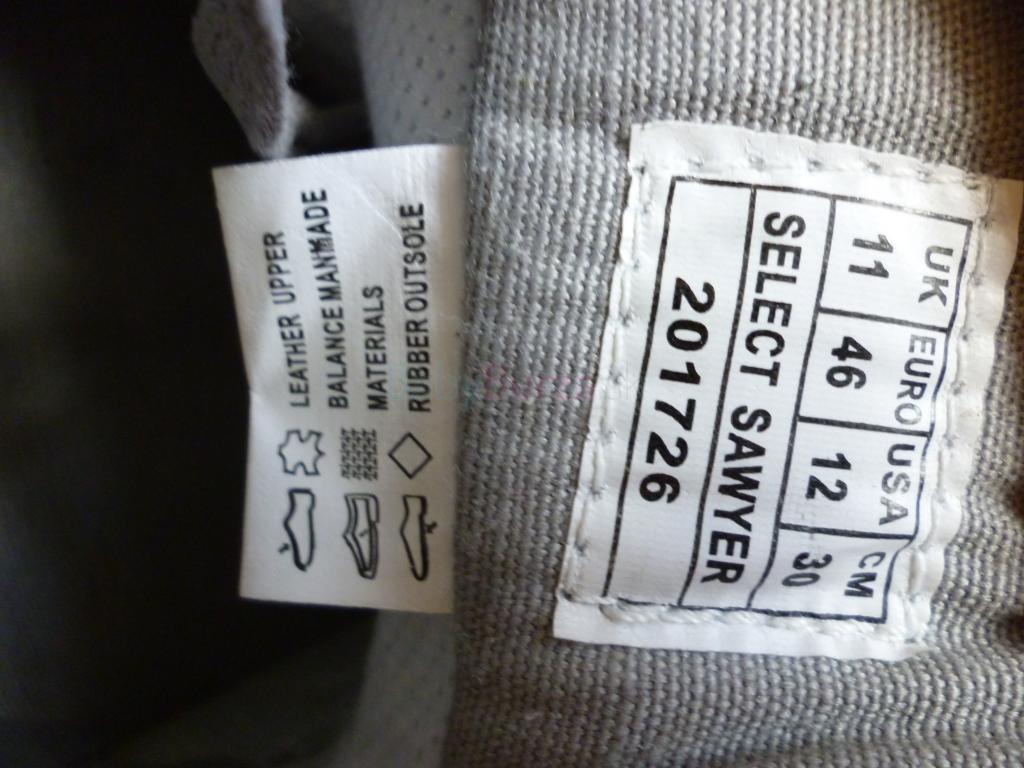 LEATHER UPPER
BALANCE MANMADE
MATERIALS
RUBBER OUTSOLE
UK EURO USA CM
11 46 12 30
SELECT SAWYER
201726